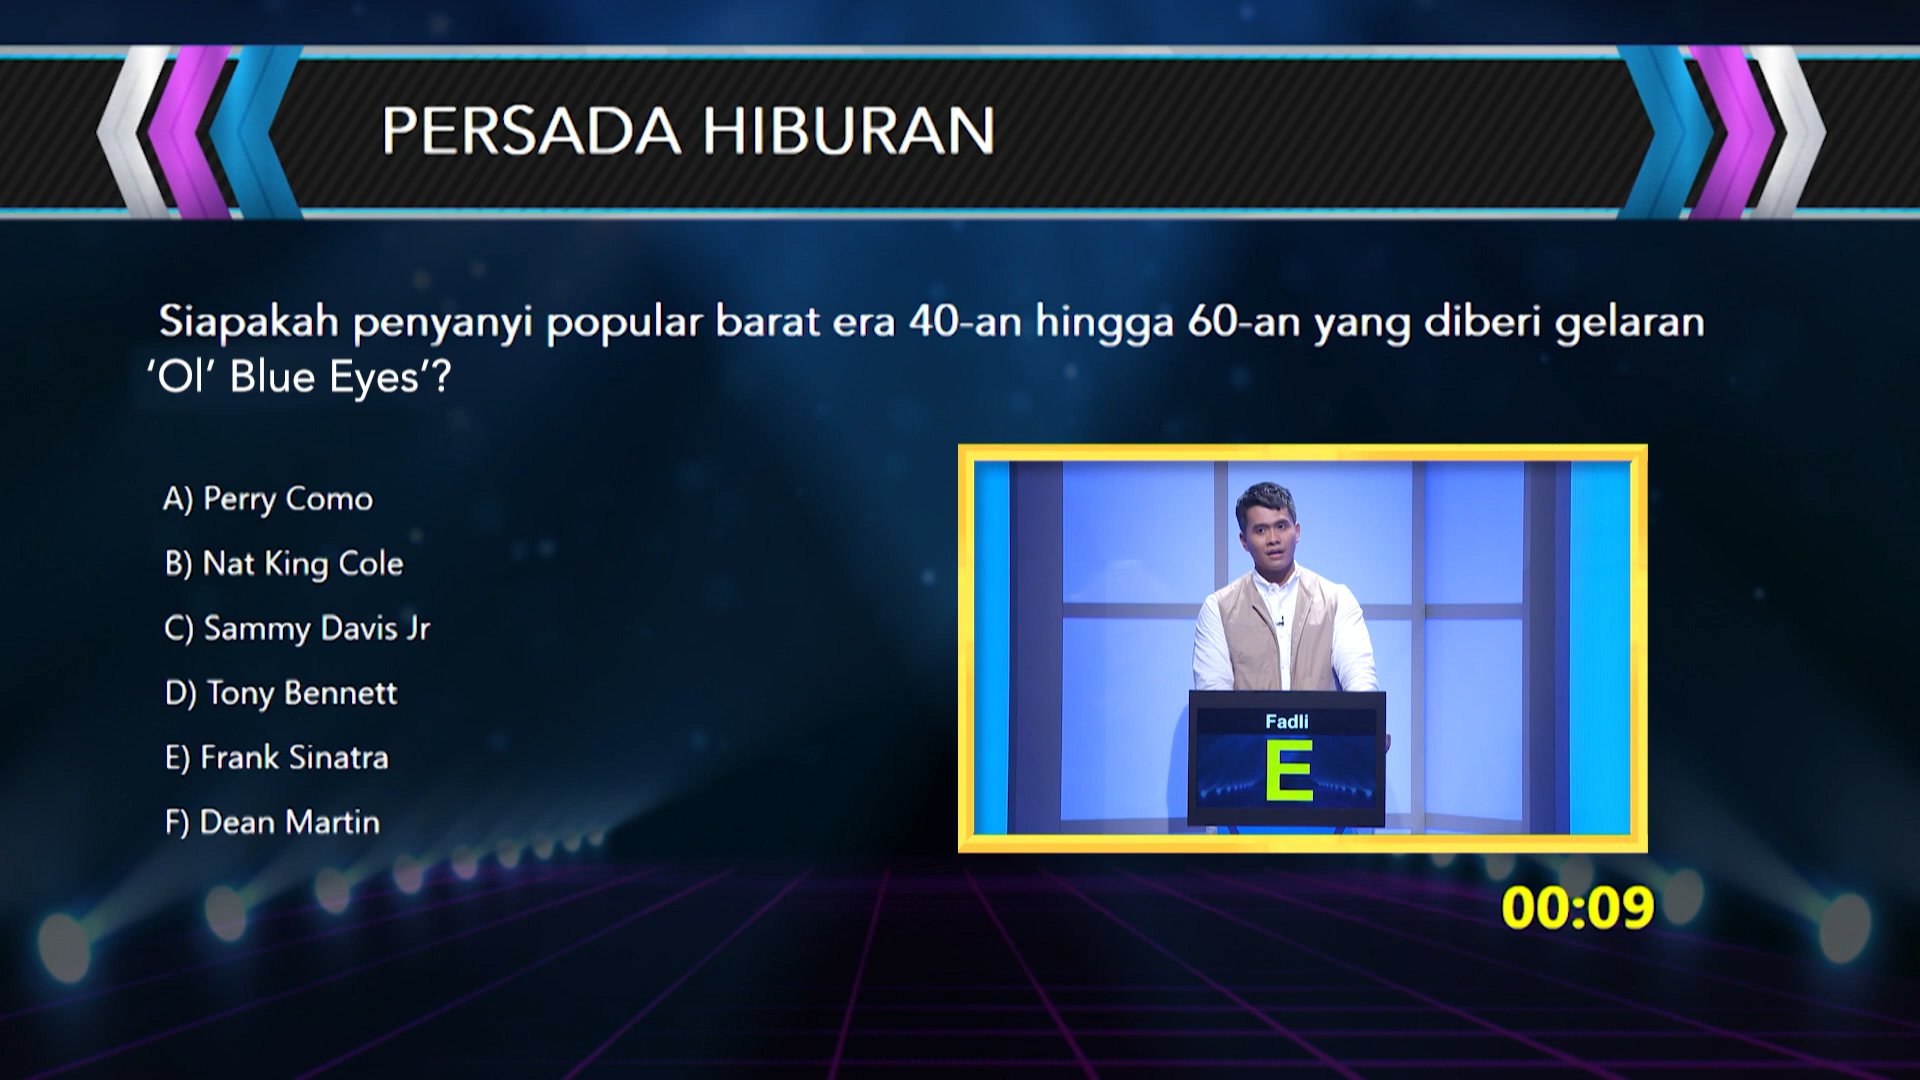 PERSADA HIBURAN
Siapakah penyanyi popular barat era 40-an hingga 60-an yang diberi gelaran
‘Ol’ Blue Eyes’?
A) Perry Como
B) Nat King Cole
C) Sammy Davis Jr
D) Tony Bennett
E) Frank Sinatra
F) Dean Martin
Fadli
E
00:09